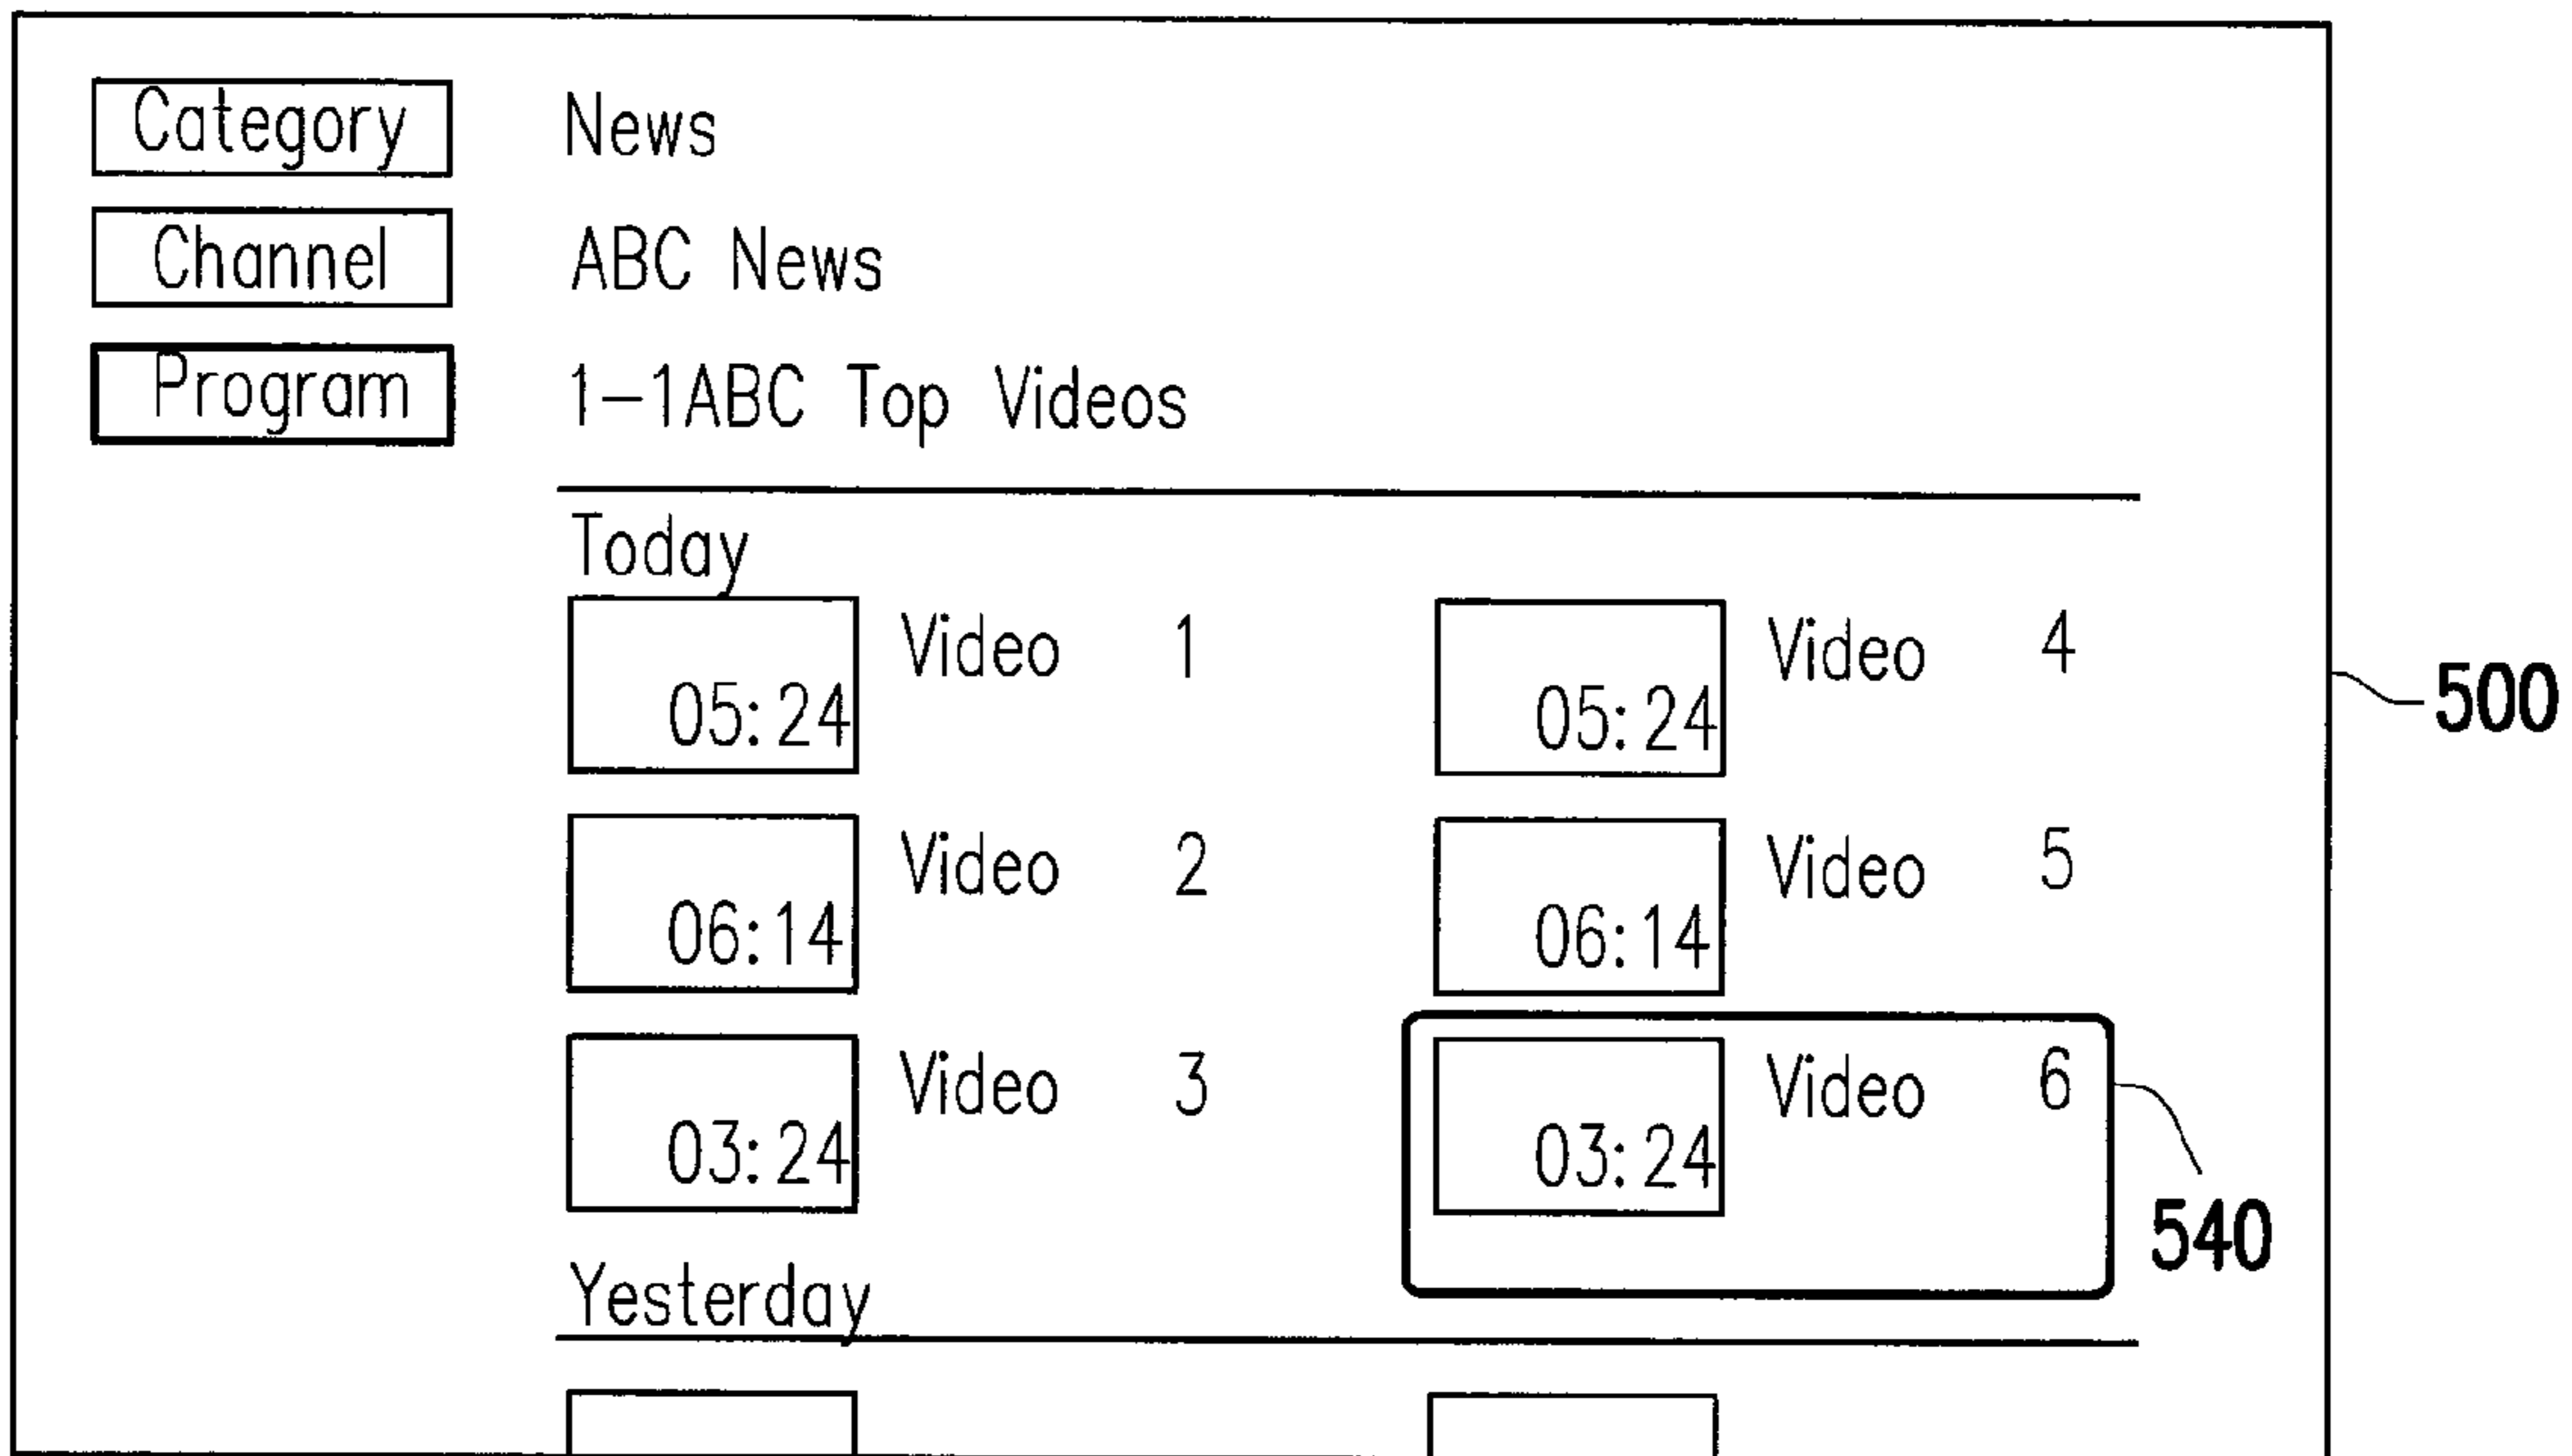 Category News
Channel ABC News
Program 1-1ABC Top Videos
Today
Video 1 Video 4
05:24 05:24
500
Video 2 Video 5
06:14 06:14
Video 3 Video 6
03:24 03:24
540
Yesterday